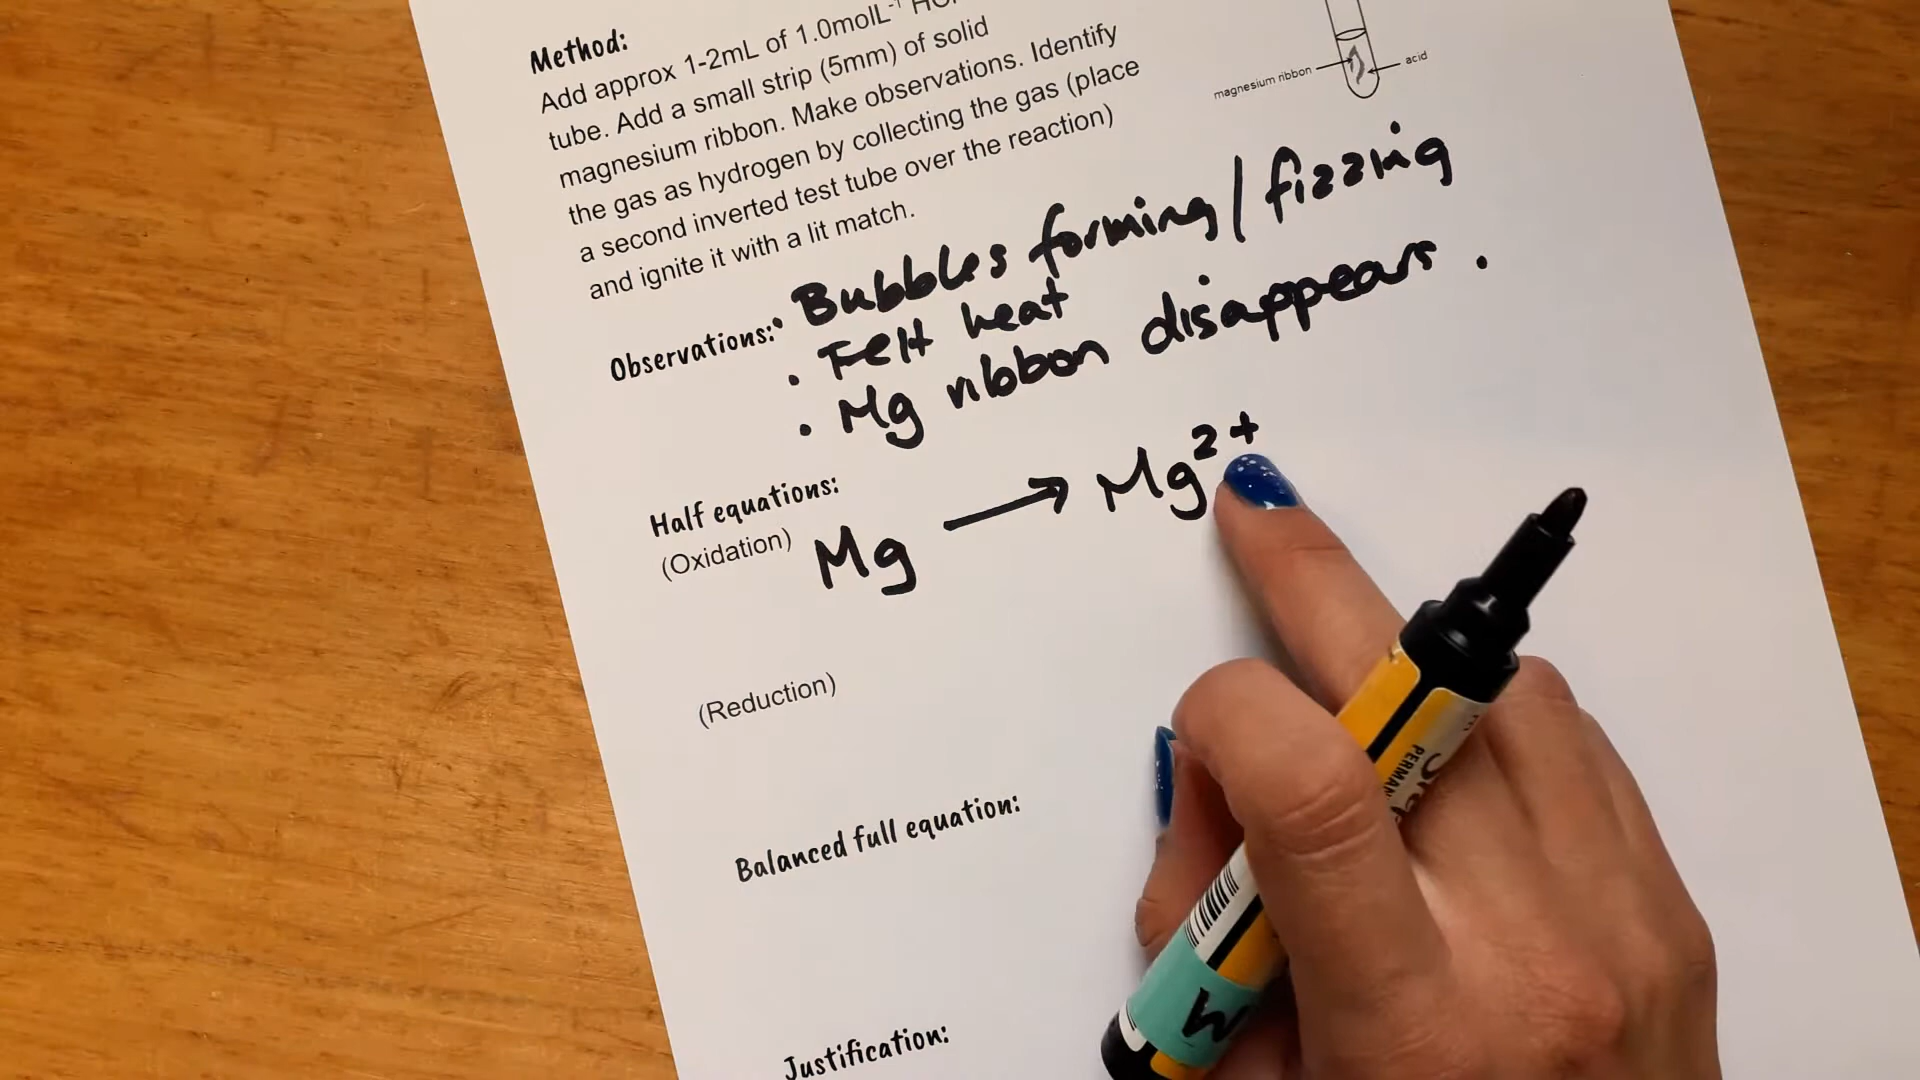 Method:
Add approx 1-2mL of 1.0molL⁻¹ HCl
tube. Add a small strip (5mm) of solid
magnesium ribbon. Make observations. Identify
the gas as hydrogen by collecting the gas (place
a second inverted test tube over the reaction)
and ignite it with a lit match.
magnesium ribbon
acid
Observations: • Bubbles forming/fizzing
• Felt heat
• Mg ribbon disappears.
Half equations:
(Oxidation) Mg → Mg²⁺
(Reduction)
Balanced full equation:
Justification:
PERMAN
W